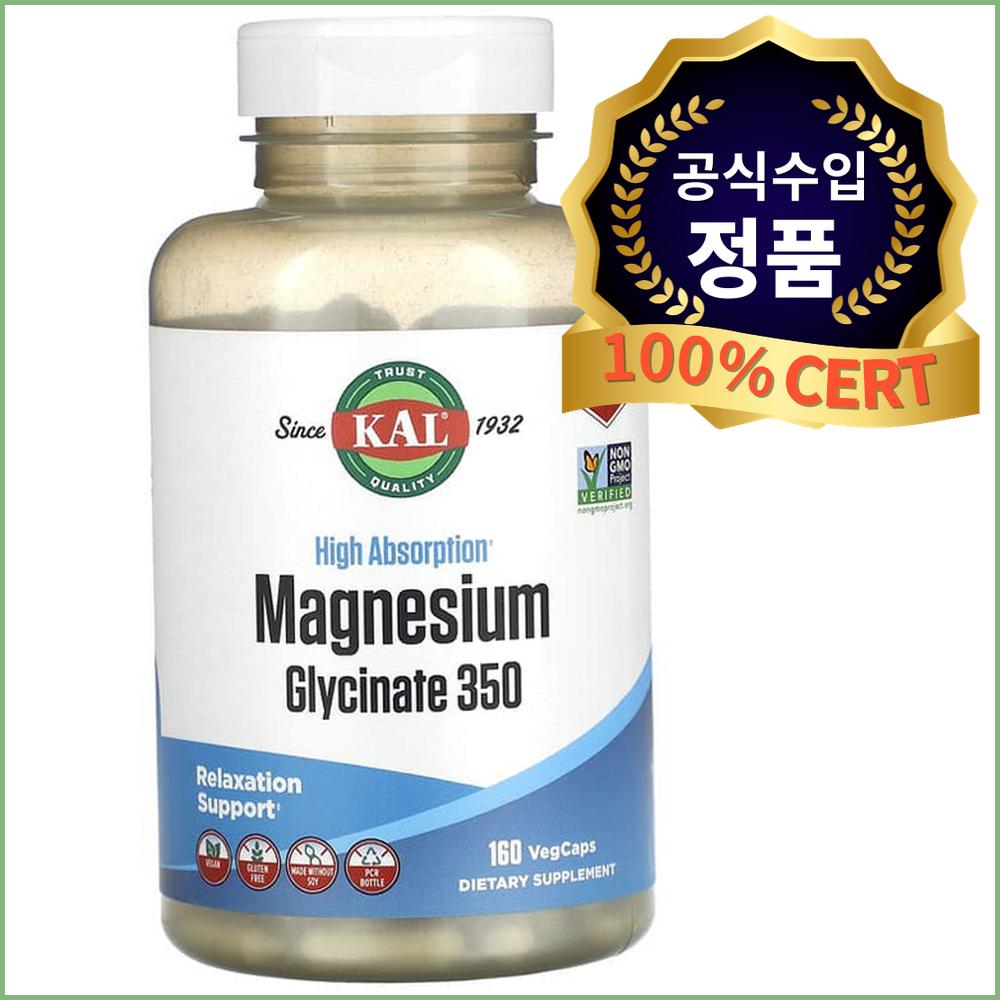 공식수입
정품
100% CERT
TRUST
Since KAL® 1932
QUALITY
NON
GMO
Project
VERIFIED
nongmoproject.org
High Absorption†
Magnesium
Glycinate 350
Relaxation
Support†
VEGAN
GLUTEN
FREE
MADE WITHOUT
SOY
PCR
BOTTLE
160 VegCaps
DIETARY SUPPLEMENT